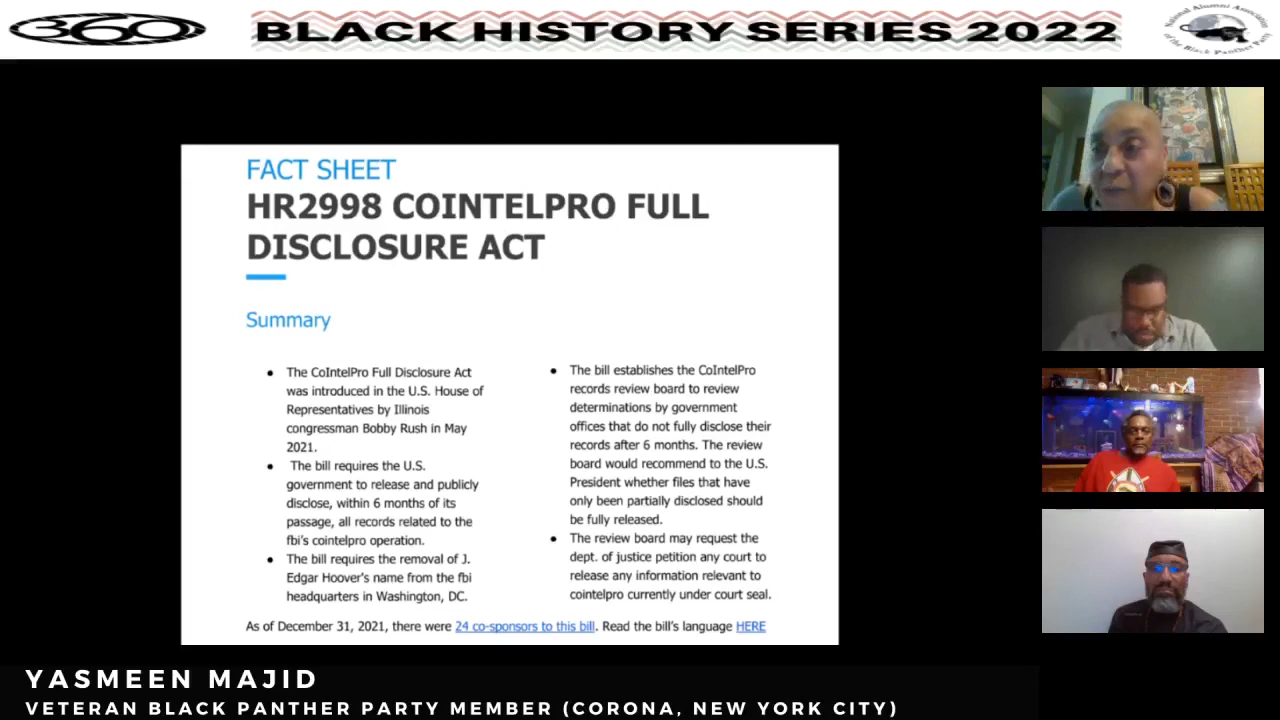 360
BLACK HISTORY SERIES 2022
National Alumni Association
of the Black Panther Party
FACT SHEET
HR2998 COINTELPRO FULL
DISCLOSURE ACT
Summary
● The CoIntelPro Full Disclosure Act
was introduced in the U.S. House of
Representatives by Illinois
congressman Bobby Rush in May
2021.
● The bill requires the U.S.
government to release and publicly
disclose, within 6 months of its
passage, all records related to the
fbi's cointelpro operation.
● The bill requires the removal of J.
Edgar Hoover's name from the fbi
headquarters in Washington, DC.
● The bill establishes the CoIntelPro
records review board to review
determinations by government
offices that do not fully disclose their
records after 6 months. The review
board would recommend to the U.S.
President whether files that have
only been partially disclosed should
be fully released.
● The review board may request the
dept. of justice petition any court to
release any information relevant to
cointelpro currently under court seal.
As of December 31, 2021, there were 24 co-sponsors to this bill. Read the bill's language HERE
YASMEEN MAJID
VETERAN BLACK PANTHER PARTY MEMBER (CORONA, NEW YORK CITY)